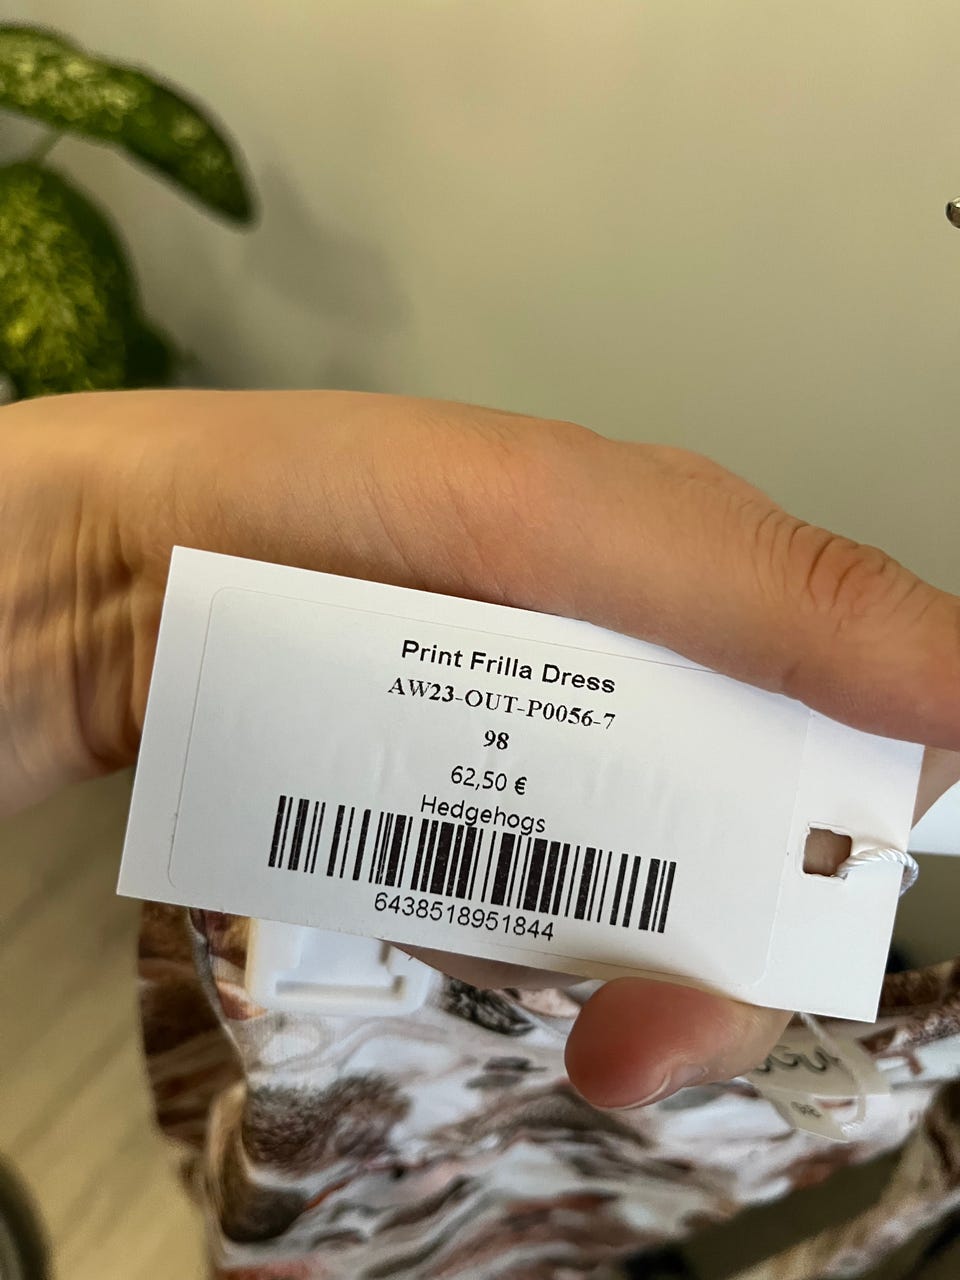 Print Frilla Dress
AW23-OUT-P0056-7
98
62,50 €
Hedgehogs
6438518951844